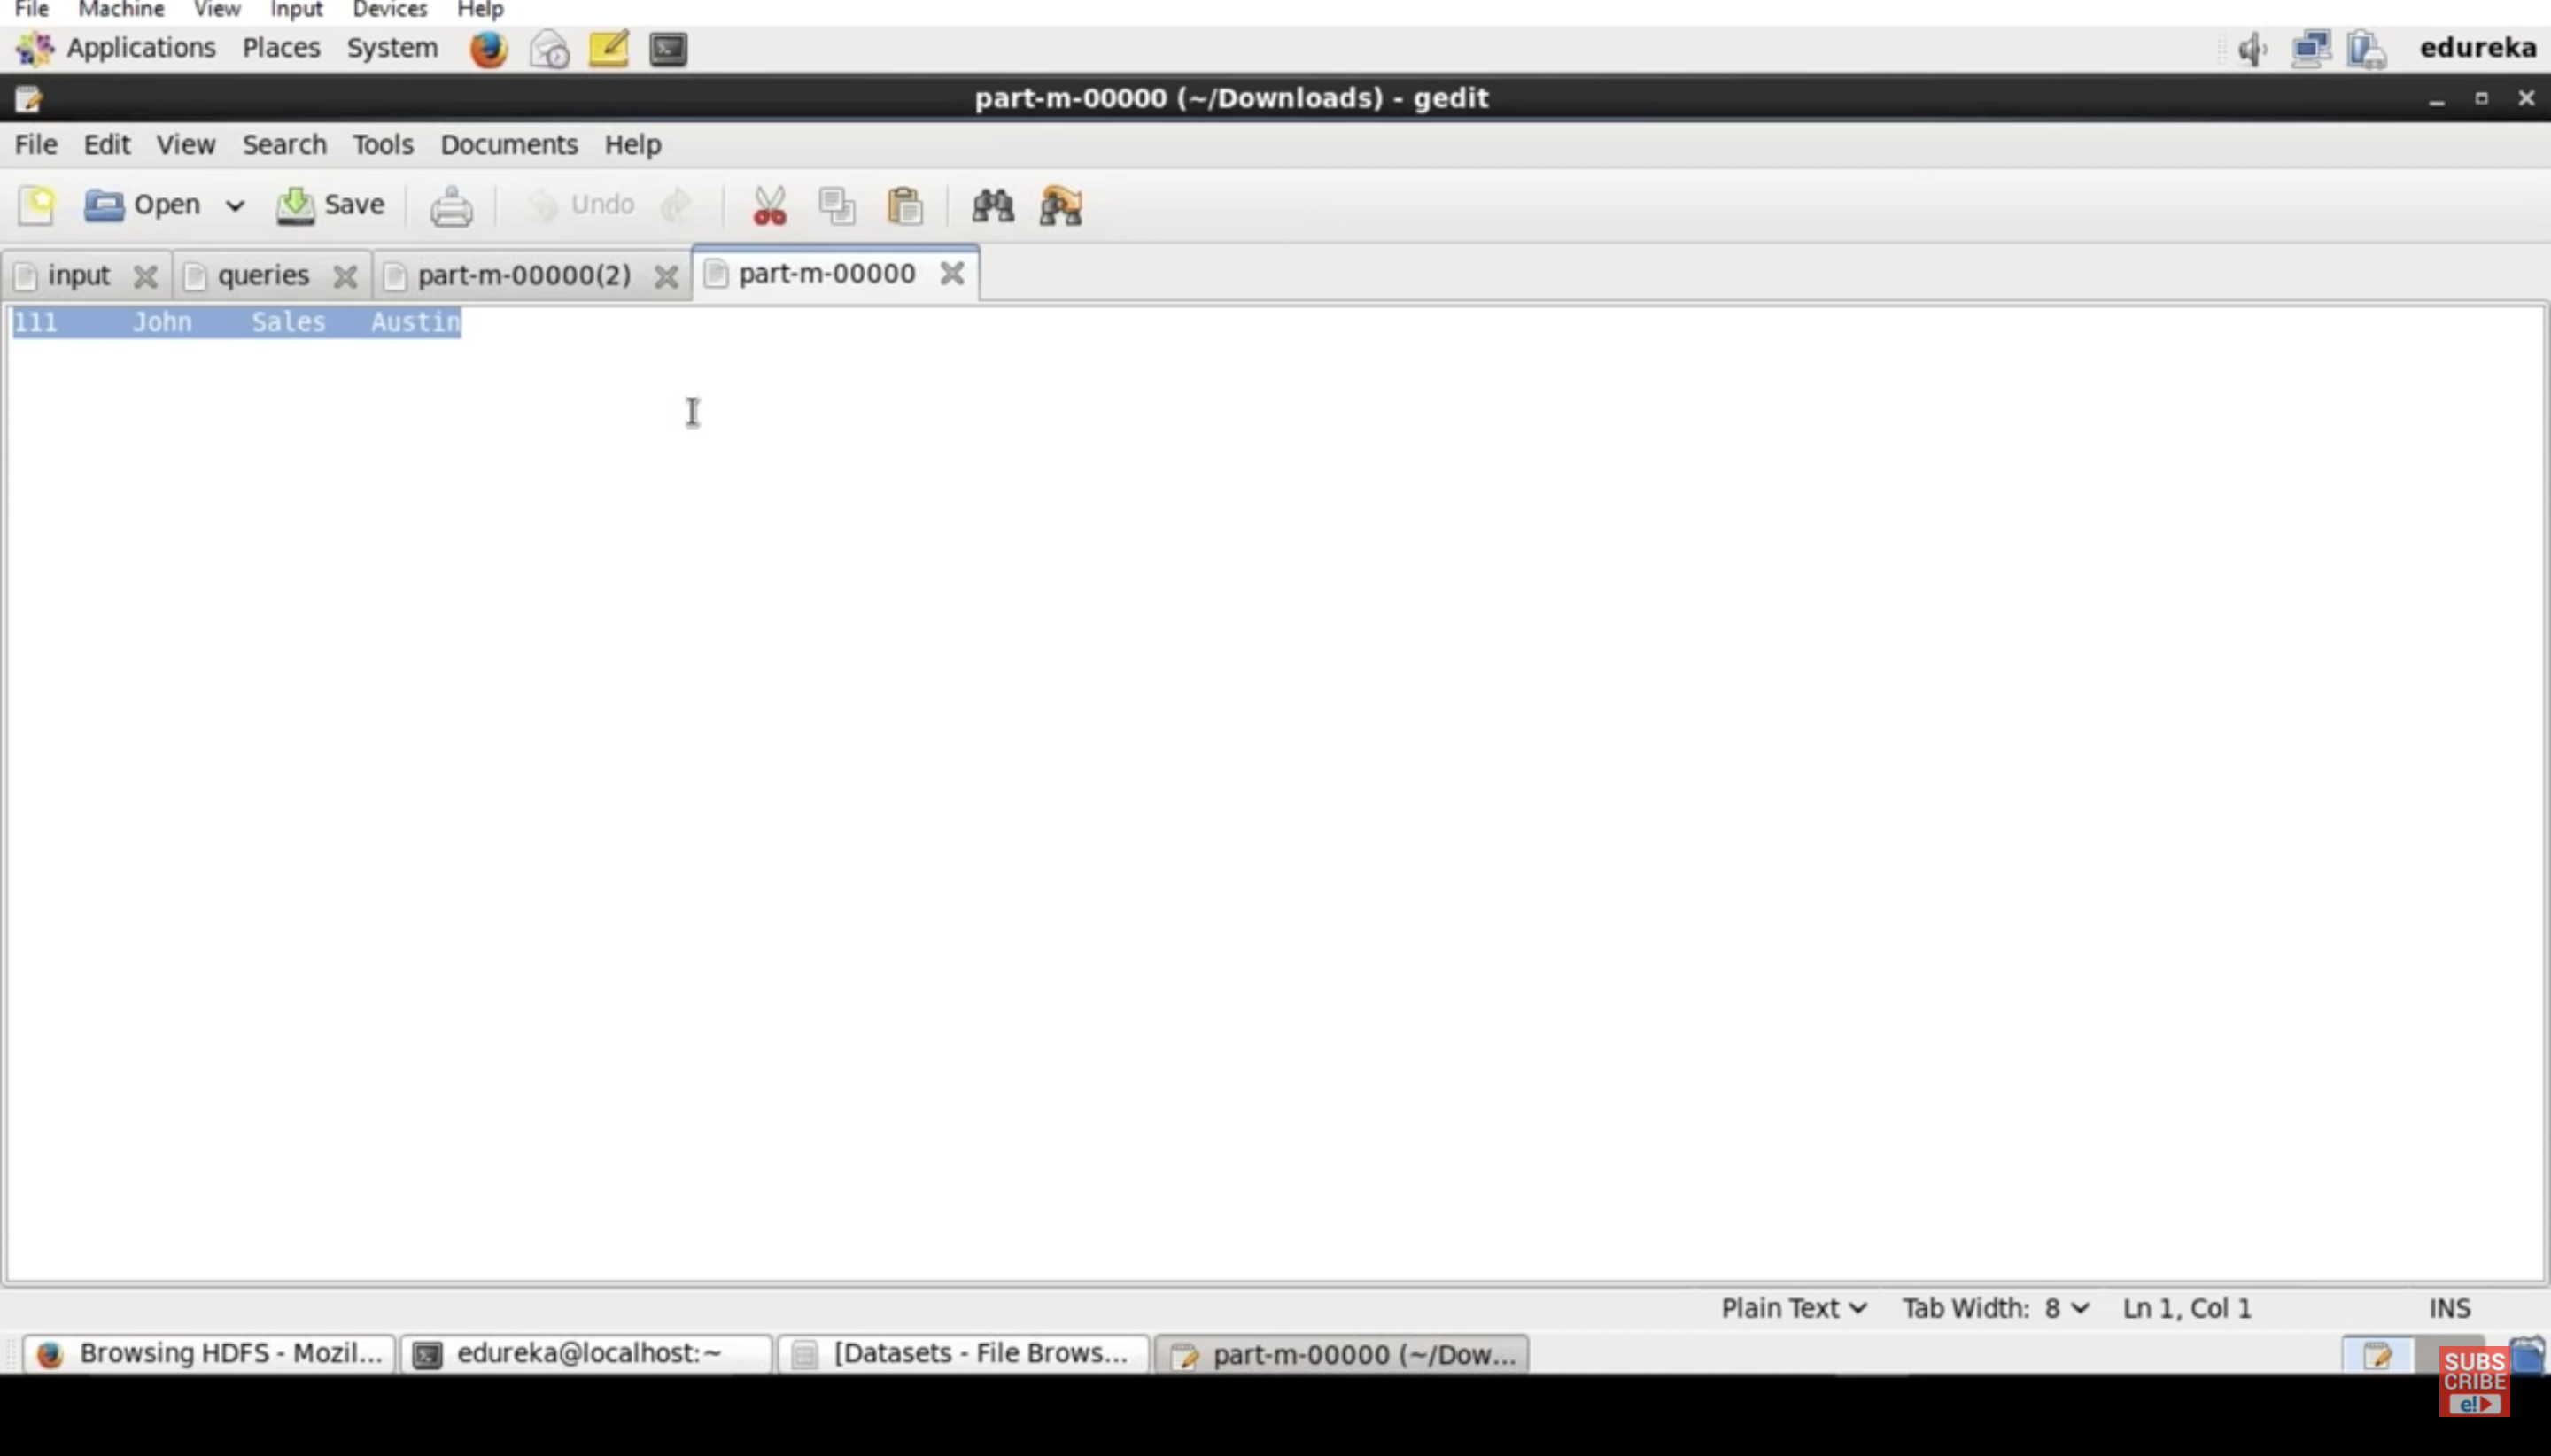 File Machine View Input Devices Help
Applications Places System edureka
part-m-00000 (~/Downloads) - gedit
File Edit View Search Tools Documents Help
Open Save Undo
input queries part-m-00000(2) part-m-00000
111 John Sales Austin
Plain Text Tab Width: 8 Ln 1, Col 1 INS
Browsing HDFS - Mozil... edureka@localhost:~ [Datasets - File Brows... part-m-00000 (~/Dow...
SUBS
CRIBE
e!